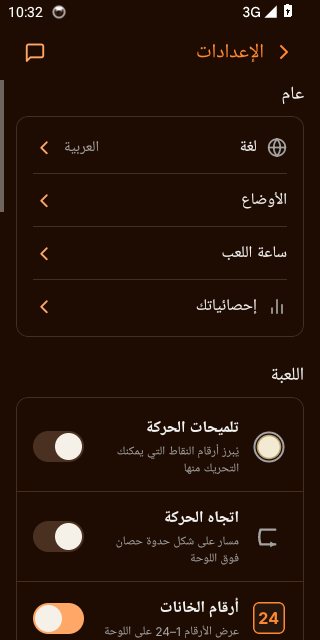 10:32 3G
الإعدادات
عام
لغة العربية
الأوضاع
ساعة اللعب
إحصائياتك
اللعبة
تلميحات الحركة
يُبرز أرقام النقاط التي يمكنك
التحريك منها
اتجاه الحركة
مسار على شكل حدوة حصان
فوق اللوحة
24 أرقام الخانات
عرض الأرقام 1–24 على اللوحة